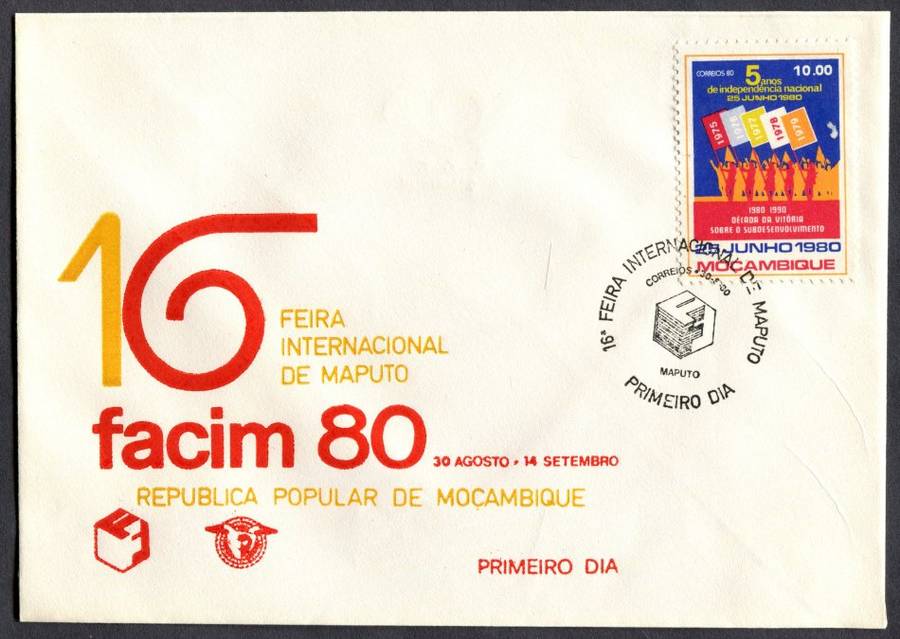 CORREIOS 80
5 anos
10.00
de independência nacional
25 JUNHO 1980
1975
1976
1977
1978
1979
1980 1990
DÉCADA DA VITÓRIA
SOBRE O SUBDESENVOLVIMENTO
25 JUNHO 1980
MOÇAMBIQUE
16ª FEIRA INTERNACIONAL DE MAPUTO
CORREIOS
MAPUTO
PRIMEIRO DIA
16
FEIRA
INTERNACIONAL
DE MAPUTO
facim 80
30 AGOSTO - 14 SETEMBRO
REPUBLICA POPULAR DE MOÇAMBIQUE
PRIMEIRO DIA